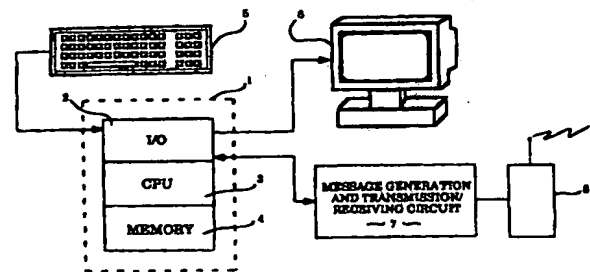 5
6
1
2
I/O
CPU
3
MEMORY
4
MESSAGE GENERATION
AND TRANSMISSION/
RECEIVING CIRCUIT
7
8